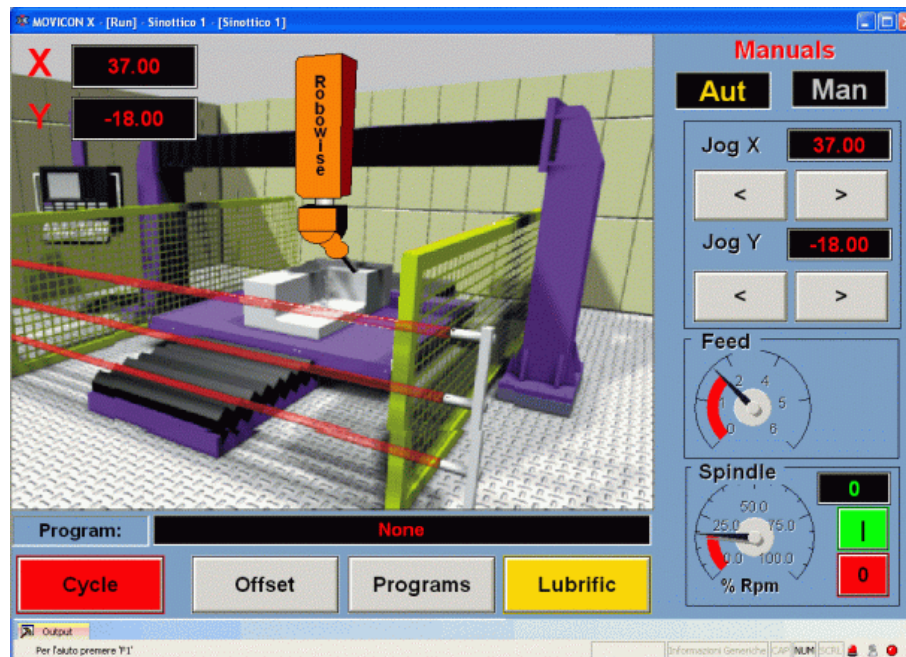 MOVICON X - [Run] - Sinottico 1 - [Sinottico 1]
X 37.00
Y -18.00
Robowise
Manuals
Aut Man
Jog X 37.00
< >
Jog Y -18.00
< >
Feed
0 1 2 4 5 6
Spindle
0
50.0
25.0 75.0
0.0 100.0
% Rpm
|
0
Program: None
Cycle Offset Programs Lubrific
Output
Per l'aiuto premere 'F1'
Informazioni Generiche CAP NUM SCRL